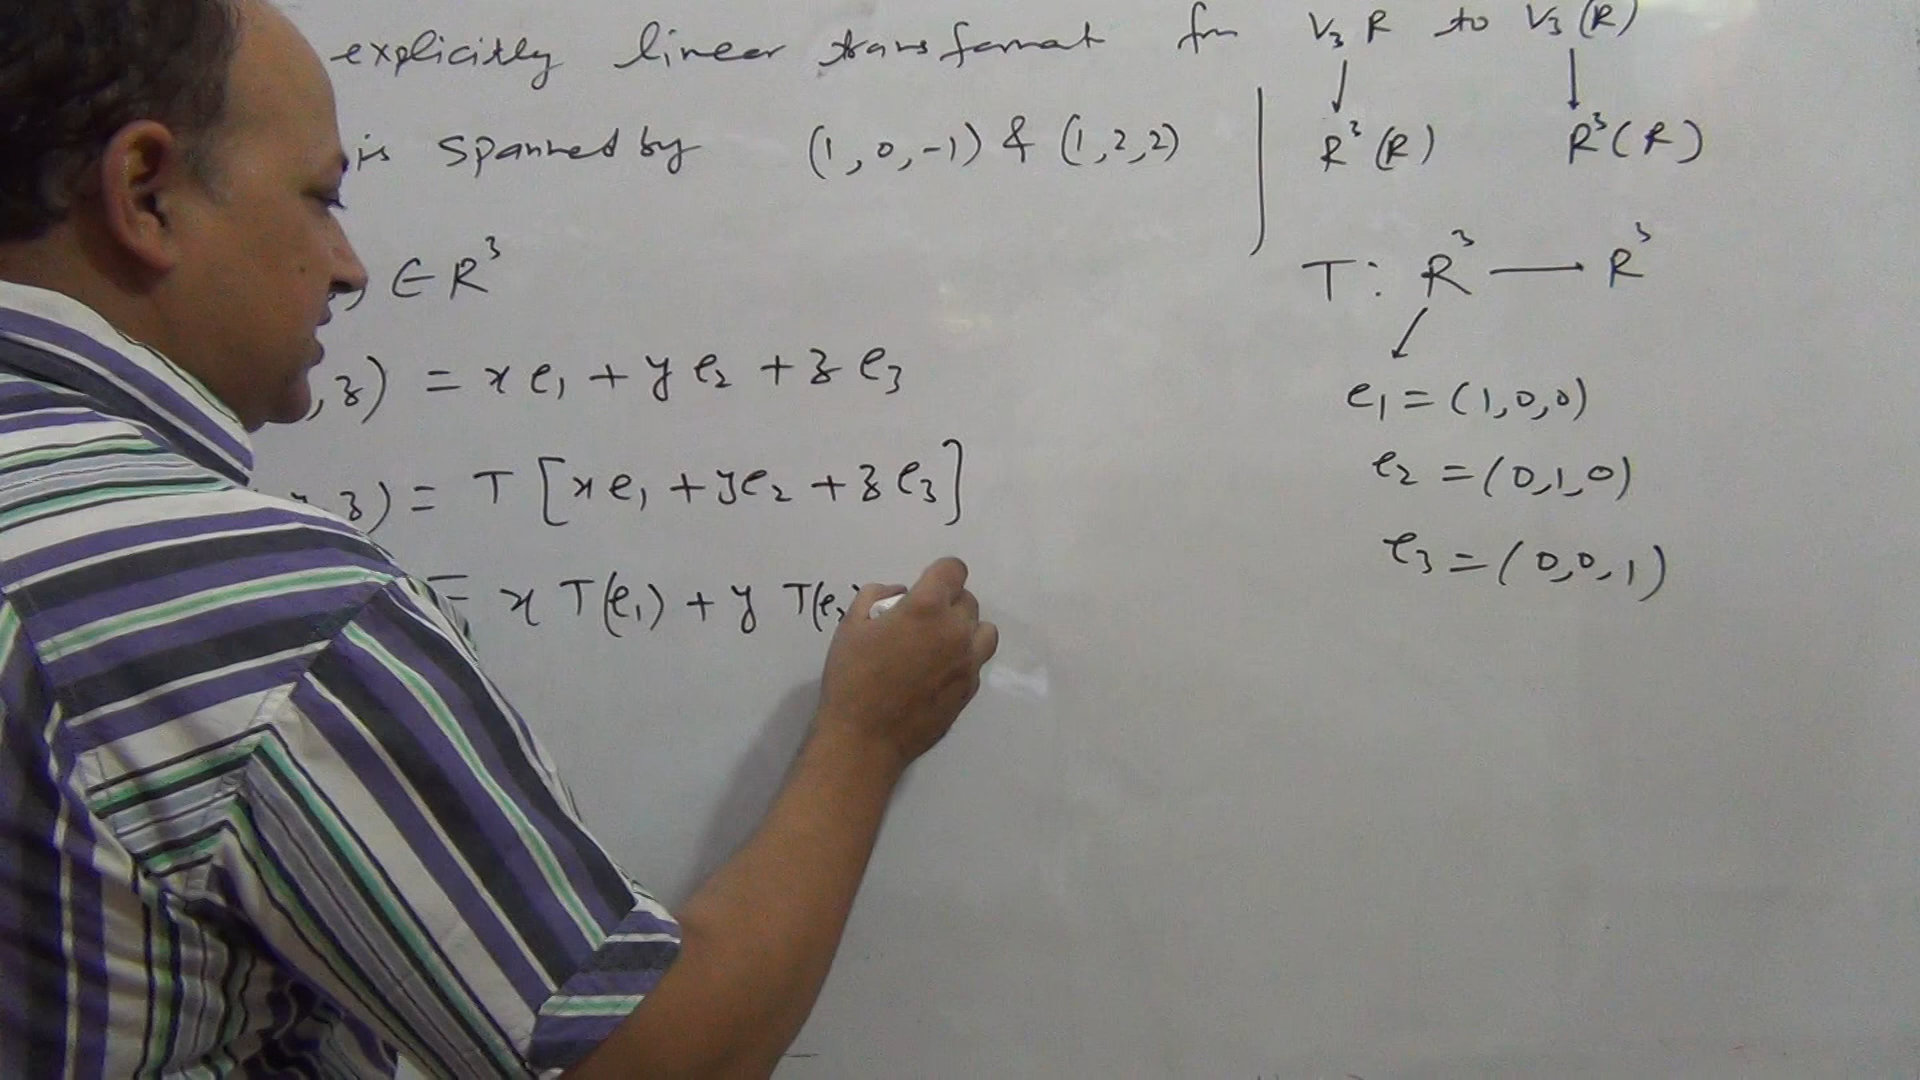 explicitly linear transformat fm V₃ R to V₃ (R)
↓ ↓
is spanned by (1, 0, -1) & (1, 2, 2)
R³ (R) R³ (R)
∈ R³
T: R³ — R³
, z) = x e₁ + y e₂ + z e₃
e₁ = (1, 0, 0)
z) = T [x e₁ + y e₂ + z e₃]
e₂ = (0, 1, 0)
e₃ = (0, 0, 1)
= x T(e₁) + y T(e₂)